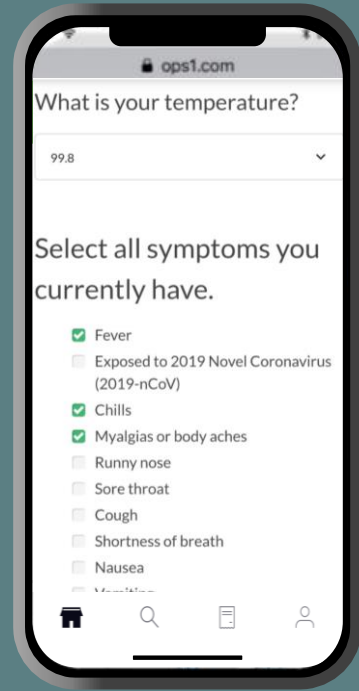 ops1.com
What is your temperature?
99.8
Select all symptoms you
currently have.
Fever
Exposed to 2019 Novel Coronavirus
(2019-nCoV)
Chills
Myalgias or body aches
Runny nose
Sore throat
Cough
Shortness of breath
Nausea